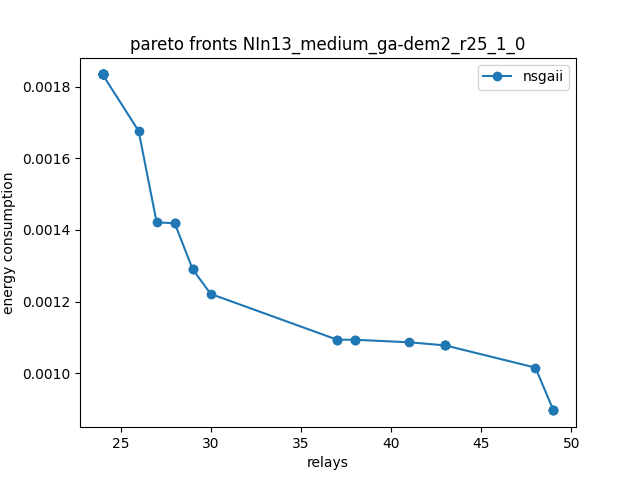 pareto fronts NIn13_medium_ga-dem2_r25_1_0
nsgaii
energy consumption
0.0018
0.0016
0.0014
0.0012
0.0010
25 30 35 40 45 50
relays